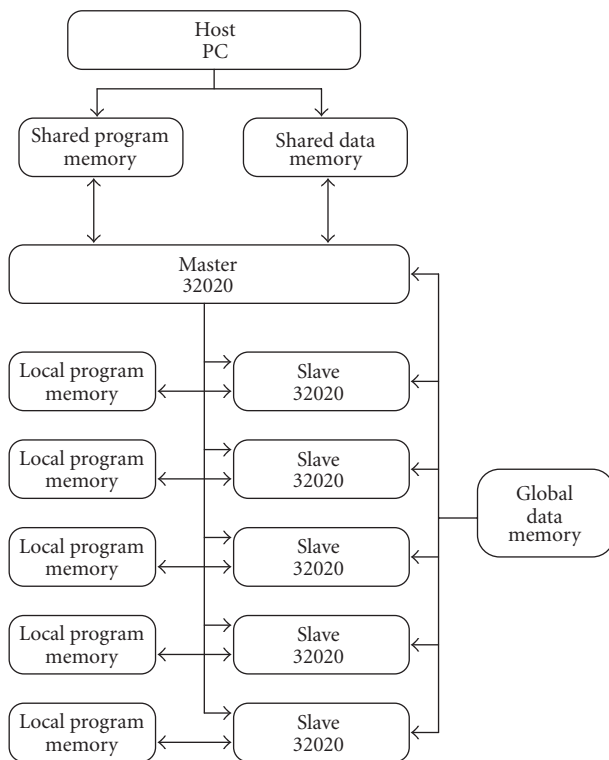 Host
PC
Shared program
memory
Shared data
memory
Master
32020
Local program
memory
Slave
32020
Local program
memory
Slave
32020
Global
data
memory
Local program
memory
Slave
32020
Local program
memory
Slave
32020
Local program
memory
Slave
32020